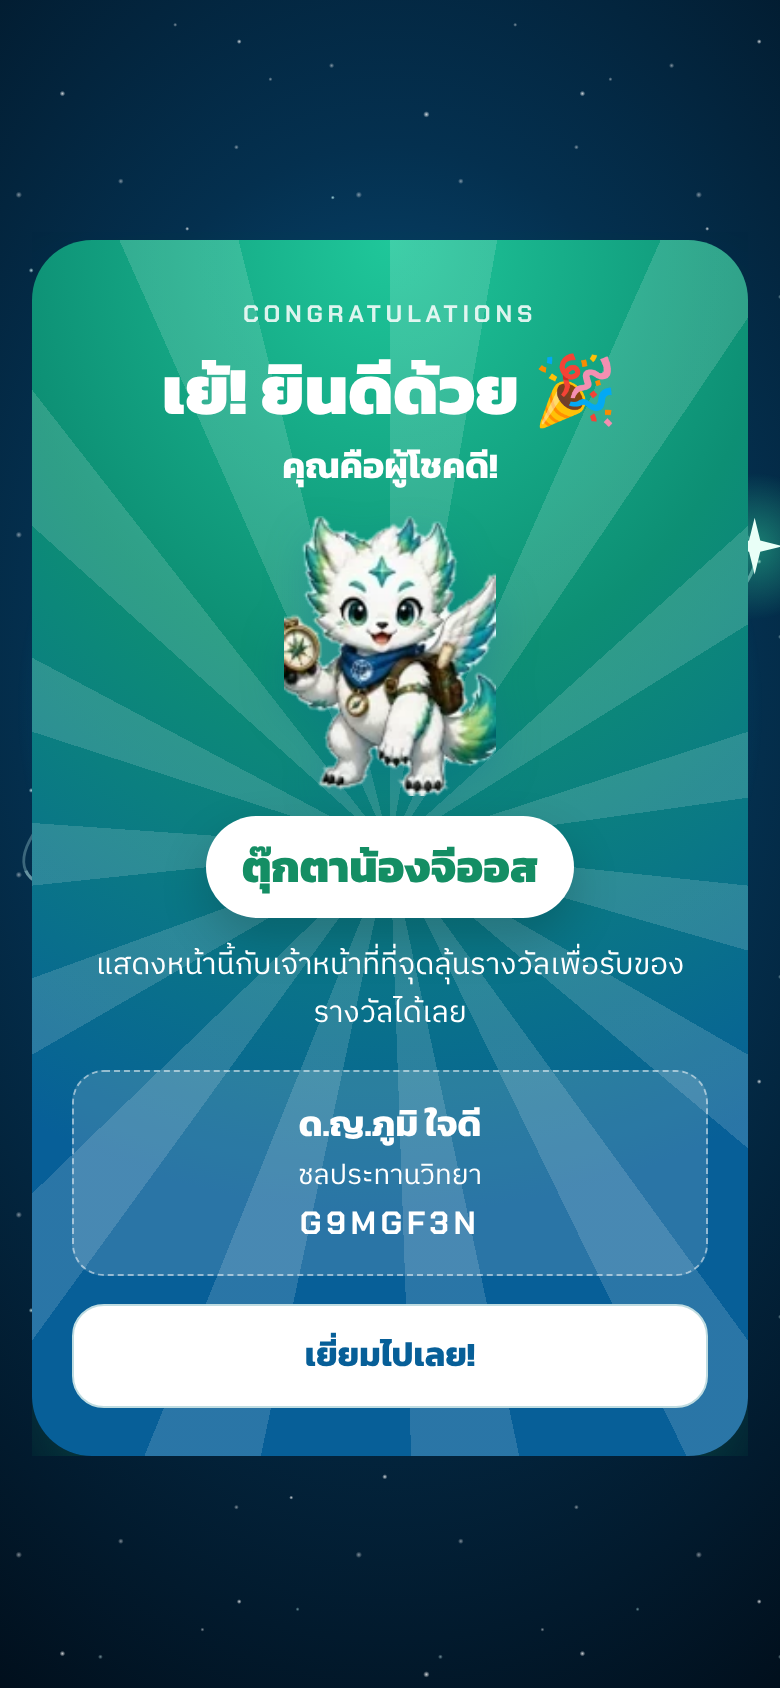 CONGRATULATIONS
เย้! ยินดีด้วย 🎉
คุณคือผู้โชคดี!
ตุ๊กตาน้องจีออส
แสดงหน้านี้กับเจ้าหน้าที่ที่จุดลุ้นรางวัลเพื่อรับของ
รางวัลได้เลย
ด.ญ.ภูมิ ใจดี
ชลประทานวิทยา
G9MGF3N
เยี่ยมไปเลย!